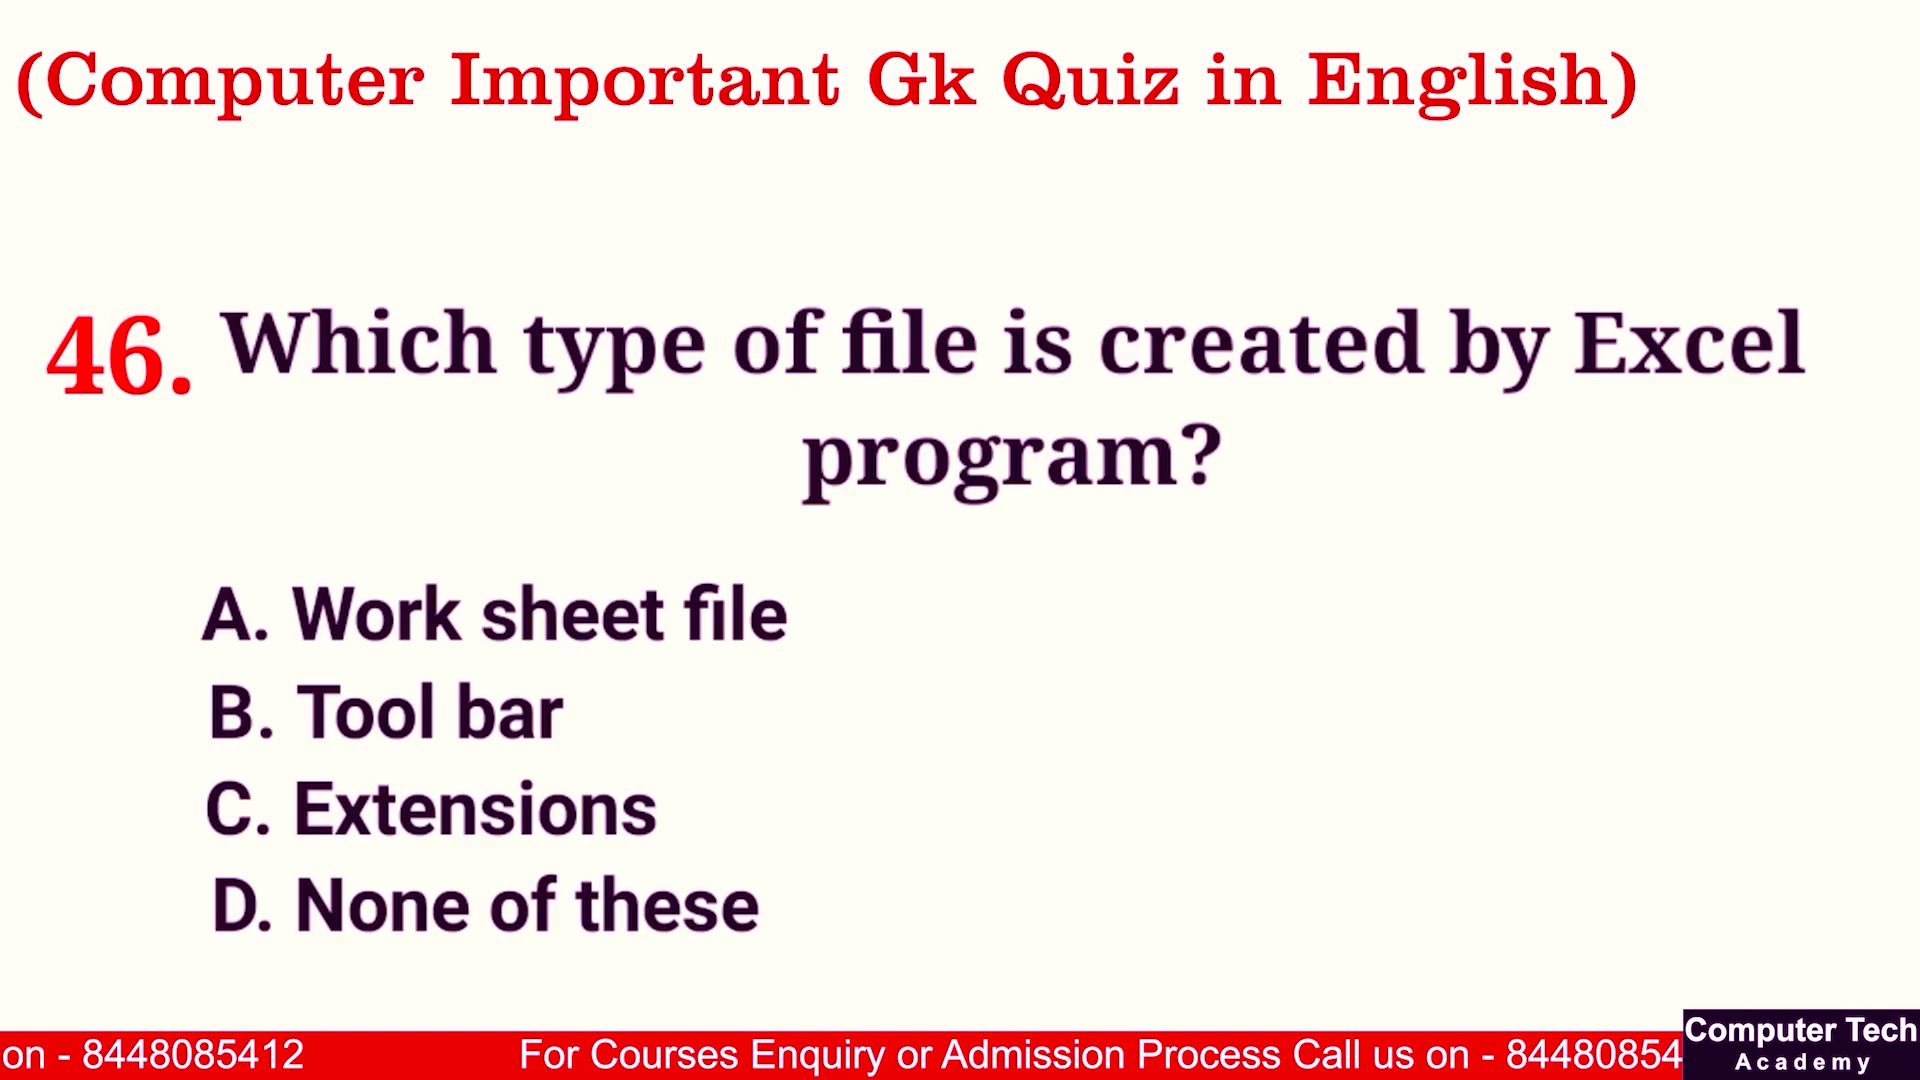 (Computer Important Gk Quiz in English)
46. Which type of file is created by Excel
program?
A. Work sheet file
B. Tool bar
C. Extensions
D. None of these
on - 8448085412 For Courses Enquiry or Admission Process Call us on - 84480854
Computer Tech
Academy